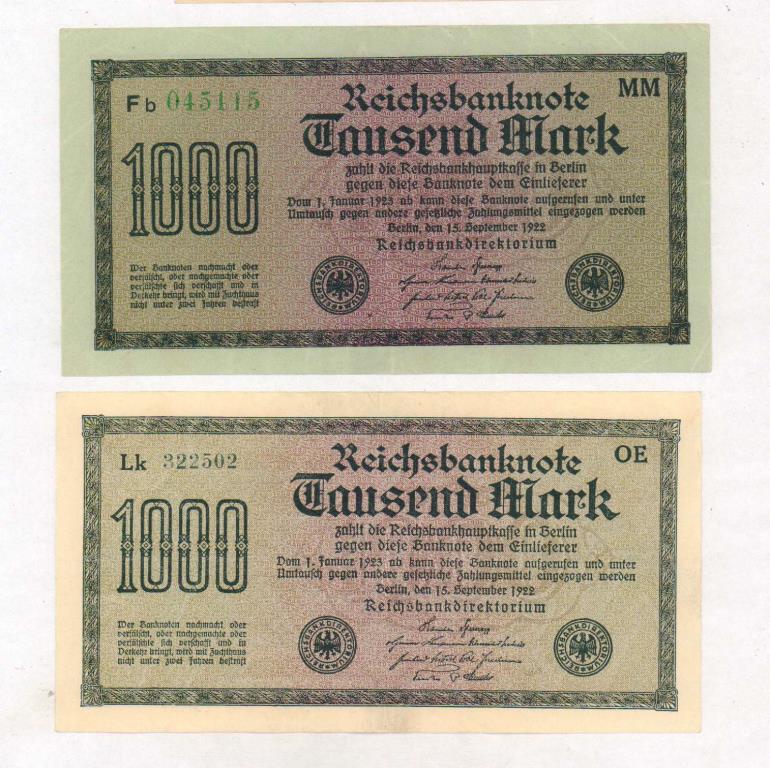 Fb 045115
MM
Reichsbanknote
Tausend Mark
1000
zahlt die Reichsbankhauptkasse in Berlin
gegen diese Banknote dem Einlieferer
Dom 1. Januar 1923 ab kann diese Banknote aufgerufen und unter
Umtausch gegen andere gesetzliche Zahlungsmittel eingezogen werden
Berlin, den 15. September 1922
Reichsbankdirektorium
Wer Banknoten nachmacht oder
verfälscht, oder nachgemachte oder
verfälschte sich verschafft und in
Verkehr bringt, wird mit Zuchthaus
nicht unter zwei Jahren bestraft
REICHSBANKDIREKTORIUM
REICHSBANKDIREKTORIUM
Lk 322502
OE
Reichsbanknote
Tausend Mark
1000
zahlt die Reichsbankhauptkasse in Berlin
gegen diese Banknote dem Einlieferer
Vom 1. Januar 1923 ab kann diese Banknote aufgerufen und unter
Umtausch gegen andere gesetzliche Zahlungsmittel eingezogen werden
Berlin, den 15. September 1922
Reichsbankdirektorium
Wer Banknoten nachmacht oder
verfälscht, oder nachgemachte oder
verfälschte sich verschafft und in
Verkehr bringt, wird mit Zuchthaus
nicht unter zwei Jahren bestraft
REICHSBANKDIREKTORIUM
REICHSBANKDIREKTORIUM